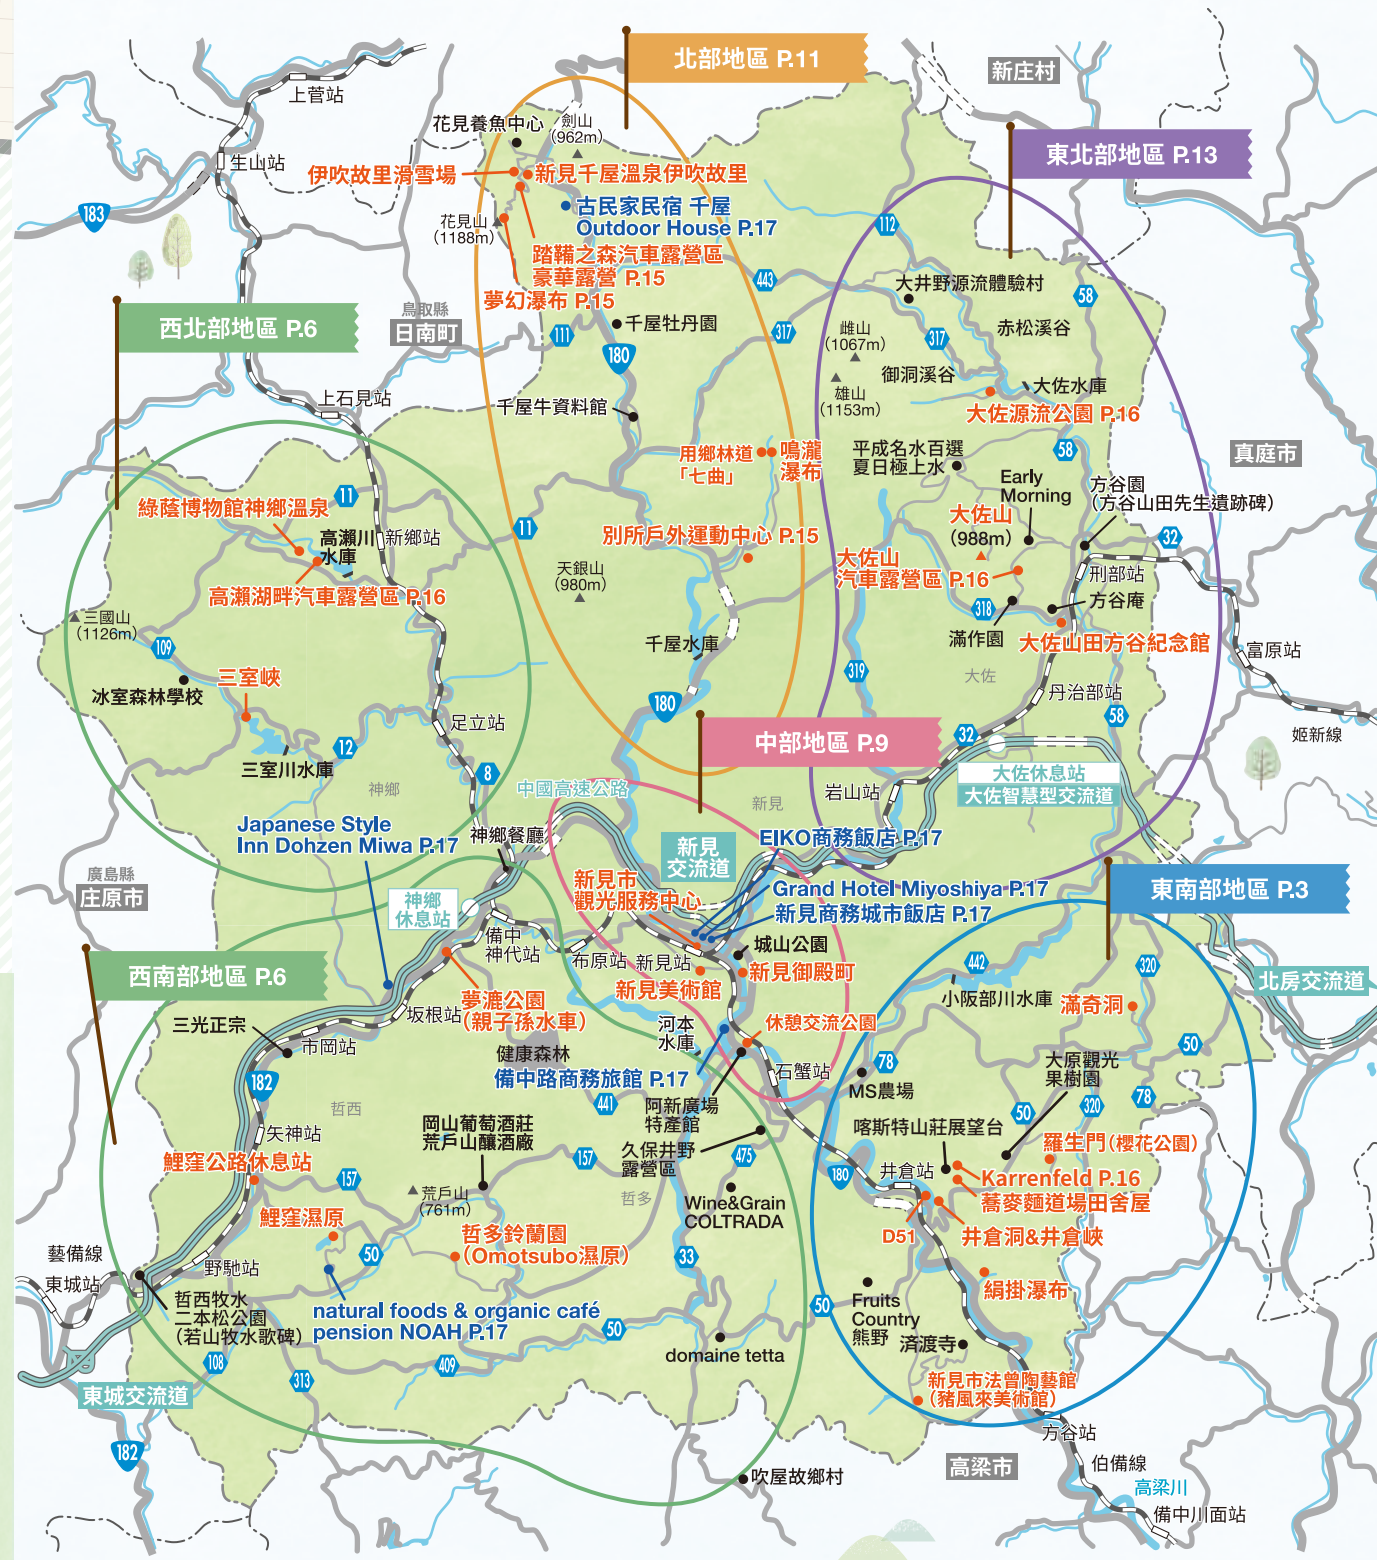 北部地區 P.11
新庄村
上菅站
花見養魚中心
劍山
(962m)
東北部地區 P.13
生山站
伊吹故里滑雪場
新見千屋溫泉伊吹故里
183
古民家民宿 千屋
Outdoor House P.17
花見山
(1188m)
112
踏鞴之森汽車露營區
豪華露營 P.15
443
大井野源流體驗村
58
夢幻瀑布 P.15
西北部地區 P.6
鳥取縣
日南町
111
千屋牡丹園
180
317
雌山
(1067m)
317
赤松溪谷
御洞溪谷
大佐水庫
上石見站
千屋牛資料館
雄山
(1153m)
大佐源流公園 P.16
用鄉林道
「七曲」
鳴瀧
瀑布
平成名水百選
夏日極上水
58
真庭市
11
綠蔭博物館神鄉溫泉
Early
Morning
方谷園
(方谷山田先生遺跡碑)
高瀨川
水庫
新鄉站
11
別所戶外運動中心 P.15
大佐山
(988m)
32
天銀山
(980m)
大佐山
汽車露營區 P.16
刑部站
高瀨湖畔汽車露營區 P.16
318
方谷庵
三國山
(1126m)
滿作園
大佐山田方谷紀念館
109
千屋水庫
富原站
三室峽
319
大佐
冰室森林學校
180
丹治部站
足立站
58
姬新線
中部地區 P.9
32
12
三室川水庫
8
大佐休息站
大佐智慧型交流道
神鄉
中國高速公路
新見
岩山站
Japanese Style
Inn Dohzen Miwa P.17
神鄉餐廳
新見
交流道
EIKO商務飯店 P.17
廣島縣
庄原市
新見市
觀光服務中心
Grand Hotel Miyoshiya P.17
東南部地區 P.3
神鄉
休息站
新見商務城市飯店 P.17
備中
神代站
城山公園
布原站
新見站
442
320
西南部地區 P.6
新見御殿町
北房交流道
新見美術館
小阪部川水庫
滿奇洞
夢漉公園
(親子孫水車)
坂根站
三光正宗
河本
水庫
休憩交流公園
市岡站
健康森林
78
50
大原觀光
果樹園
備中路商務旅館 P.17
石蟹站
182
MS農場
78
哲西
441
阿新廣場
特產館
50
320
岡山葡萄酒莊
荒戶山釀酒廠
喀斯特山莊展望台
矢神站
久保井野
露營區
羅生門(櫻花公園)
鯉窪公路休息站
157
475
180
井倉站
157
Karrenfeld P.16
荒戶山
(761m)
哲多
Wine&Grain
COLTRADA
蕎麥麵道場田舍屋
鯉窪濕原
哲多鈴蘭園
(Omotsubo濕原)
D51
井倉洞&井倉峽
藝備線
50
33
東城站
野馳站
絹掛瀑布
哲西牧水
二本松公園
(若山牧水歌碑)
natural foods & organic café
pension NOAH P.17
50
50
Fruits
Country
熊野
済渡寺
domaine tetta
108
409
313
東城交流道
新見市法曾陶藝館
(豬風來美術館)
182
方谷站
高梁市
伯備線
吹屋故鄉村
高梁川
備中川面站